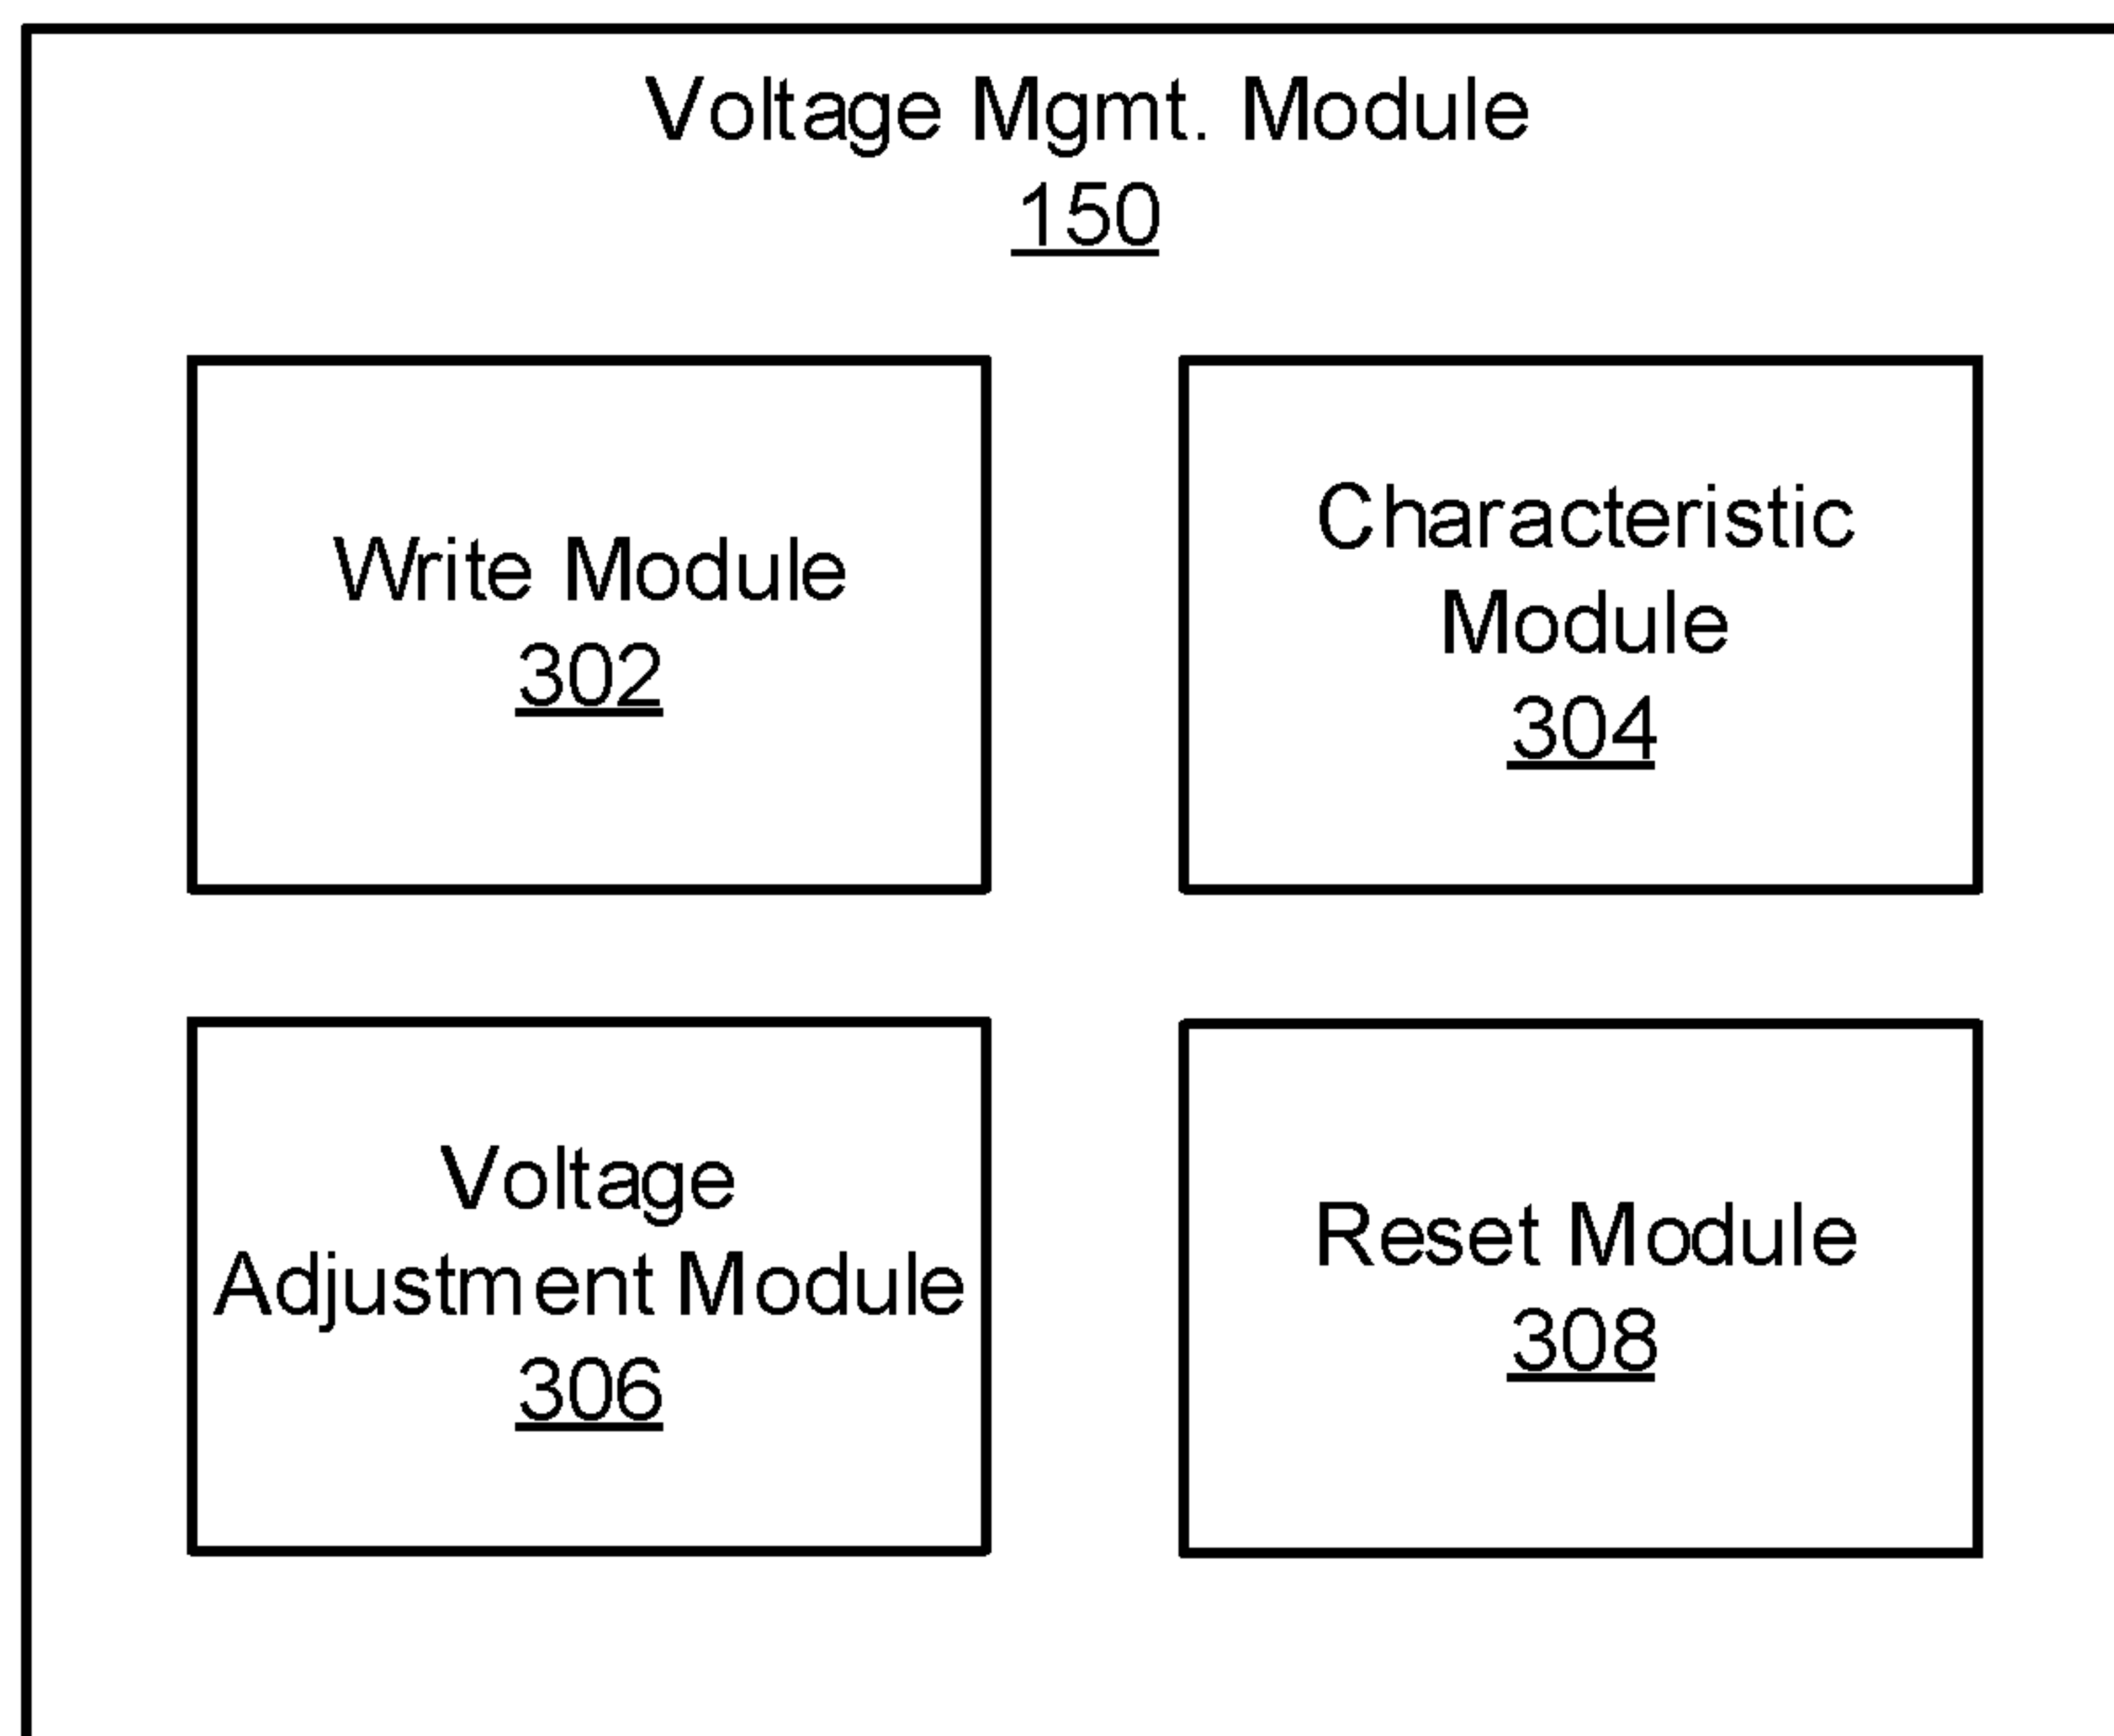 Voltage Mgmt. Module
150
Write Module
302
Characteristic
Module
304
Voltage
Adjustment Module
306
Reset Module
308